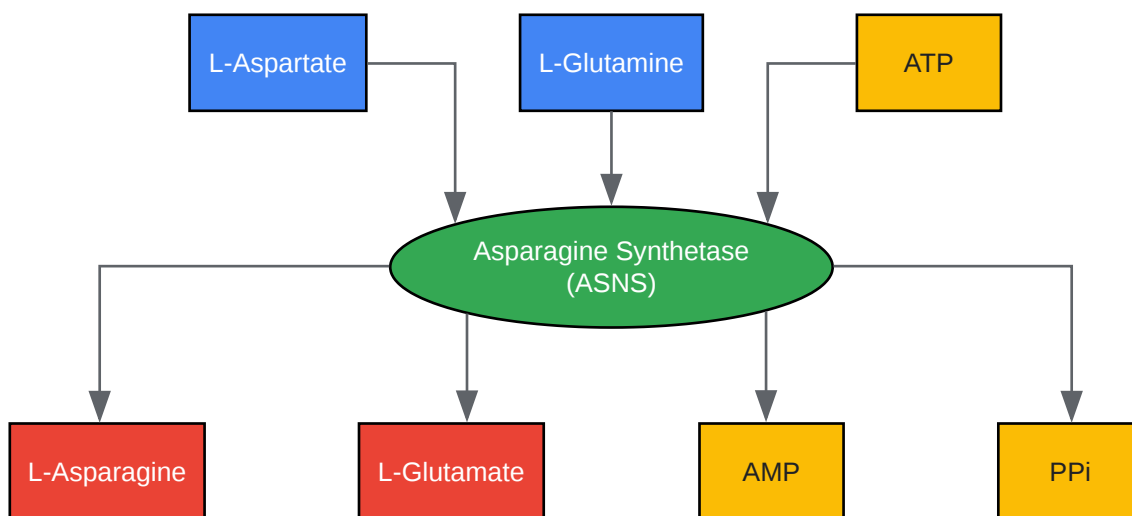 L-Aspartate
L-Glutamine
ATP
Asparagine Synthetase
(ASNS)
L-Asparagine
L-Glutamate
AMP
PPi